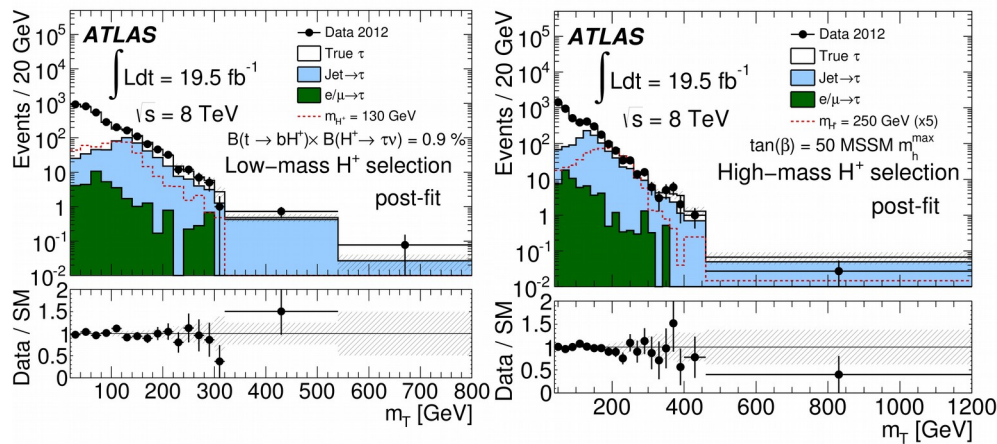 ATLAS
∫ Ldt = 19.5 fb⁻¹
√s = 8 TeV
Data 2012
True τ
Jet→τ
e/μ→τ
m_H⁺ = 130 GeV
B(t → bH⁺)× B(H⁺→ τν) = 0.9 %
Low−mass H⁺ selection
post−fit
Events / 20 GeV
10⁵
10⁴
10³
10²
10
1
10⁻¹
10⁻²
Data / SM
2
1.5
1
0.5
0
100 200 300 400 500 600 700 800
m_T [GeV]
ATLAS
∫ Ldt = 19.5 fb⁻¹
√s = 8 TeV
Data 2012
True τ
Jet→τ
e/μ→τ
m_H⁺ = 250 GeV (x5)
tan(β) = 50 MSSM m_h^max
High−mass H⁺ selection
post−fit
Events / 20 GeV
10⁵
10⁴
10³
10²
10
1
10⁻¹
10⁻²
Data / SM
2
1.5
1
0.5
0
200 400 600 800 1000 1200
m_T [GeV]